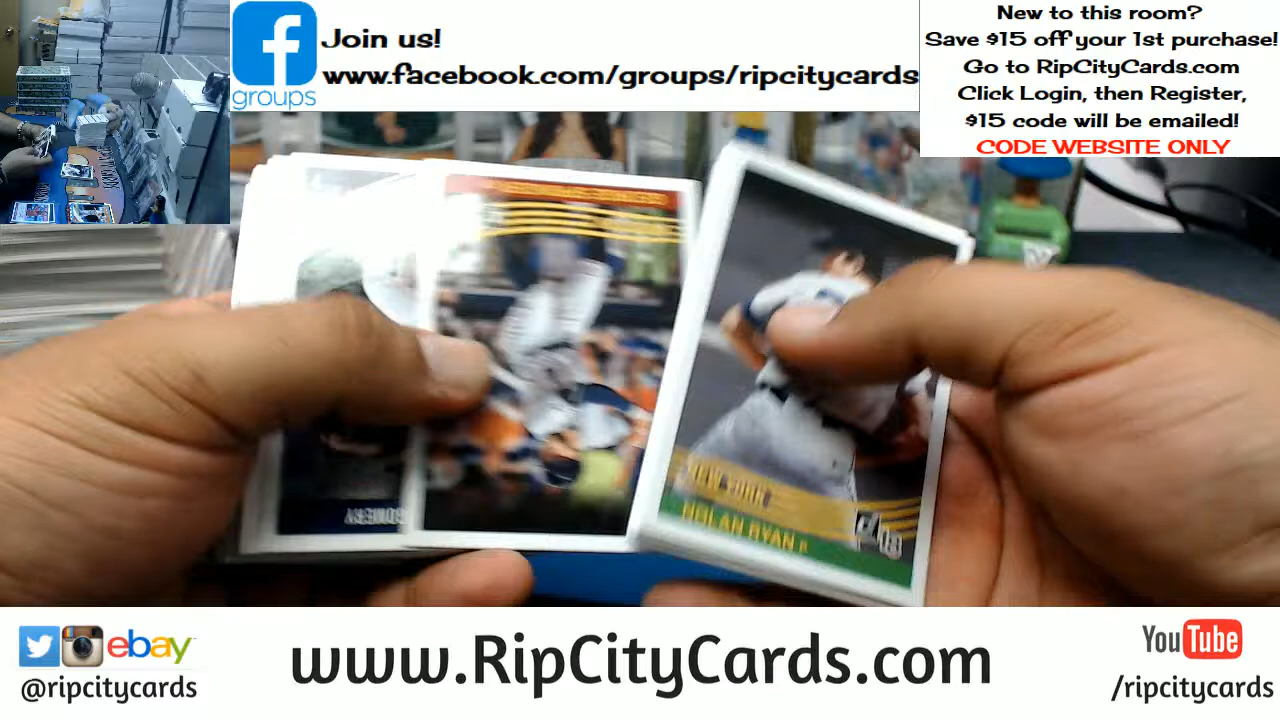 Join us!
www.facebook.com/groups/ripcitycards
groups
New to this room?
Save $15 off your 1st purchase!
Go to RipCityCards.com
Click Login, then Register,
$15 code will be emailed!
CODE WEBSITE ONLY
NEW YORK
NOLAN RYAN P
ebay
@ripcitycards
www.RipCityCards.com
YouTube
/ripcitycards